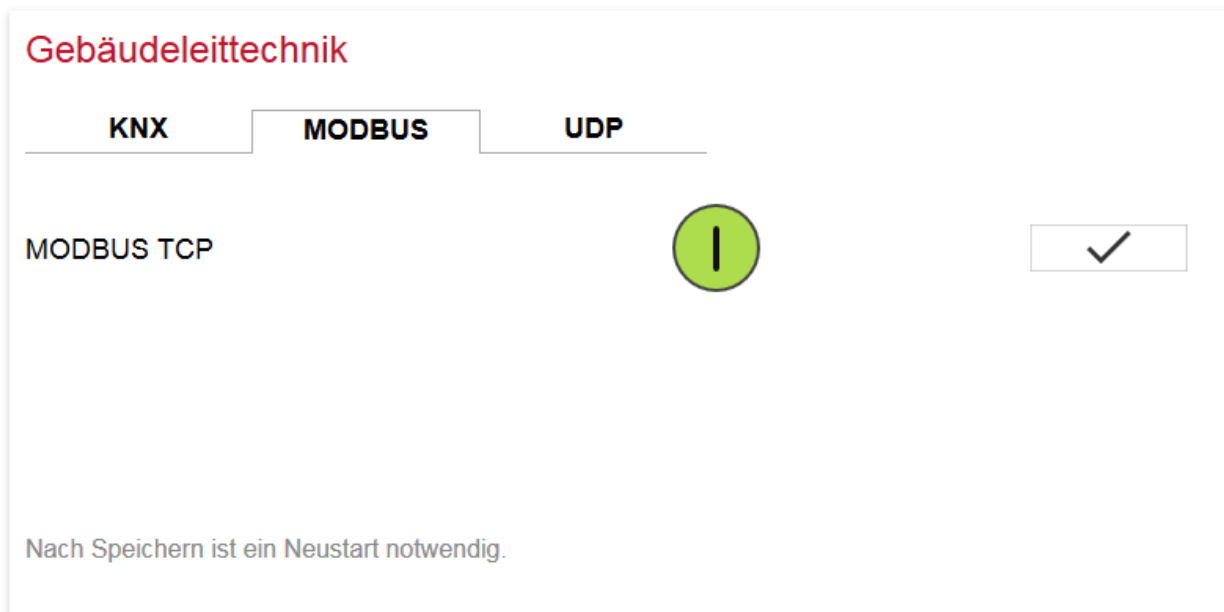 Gebäudeleittechnik
KNX MODBUS UDP
MODBUS TCP
Nach Speichern ist ein Neustart notwendig.